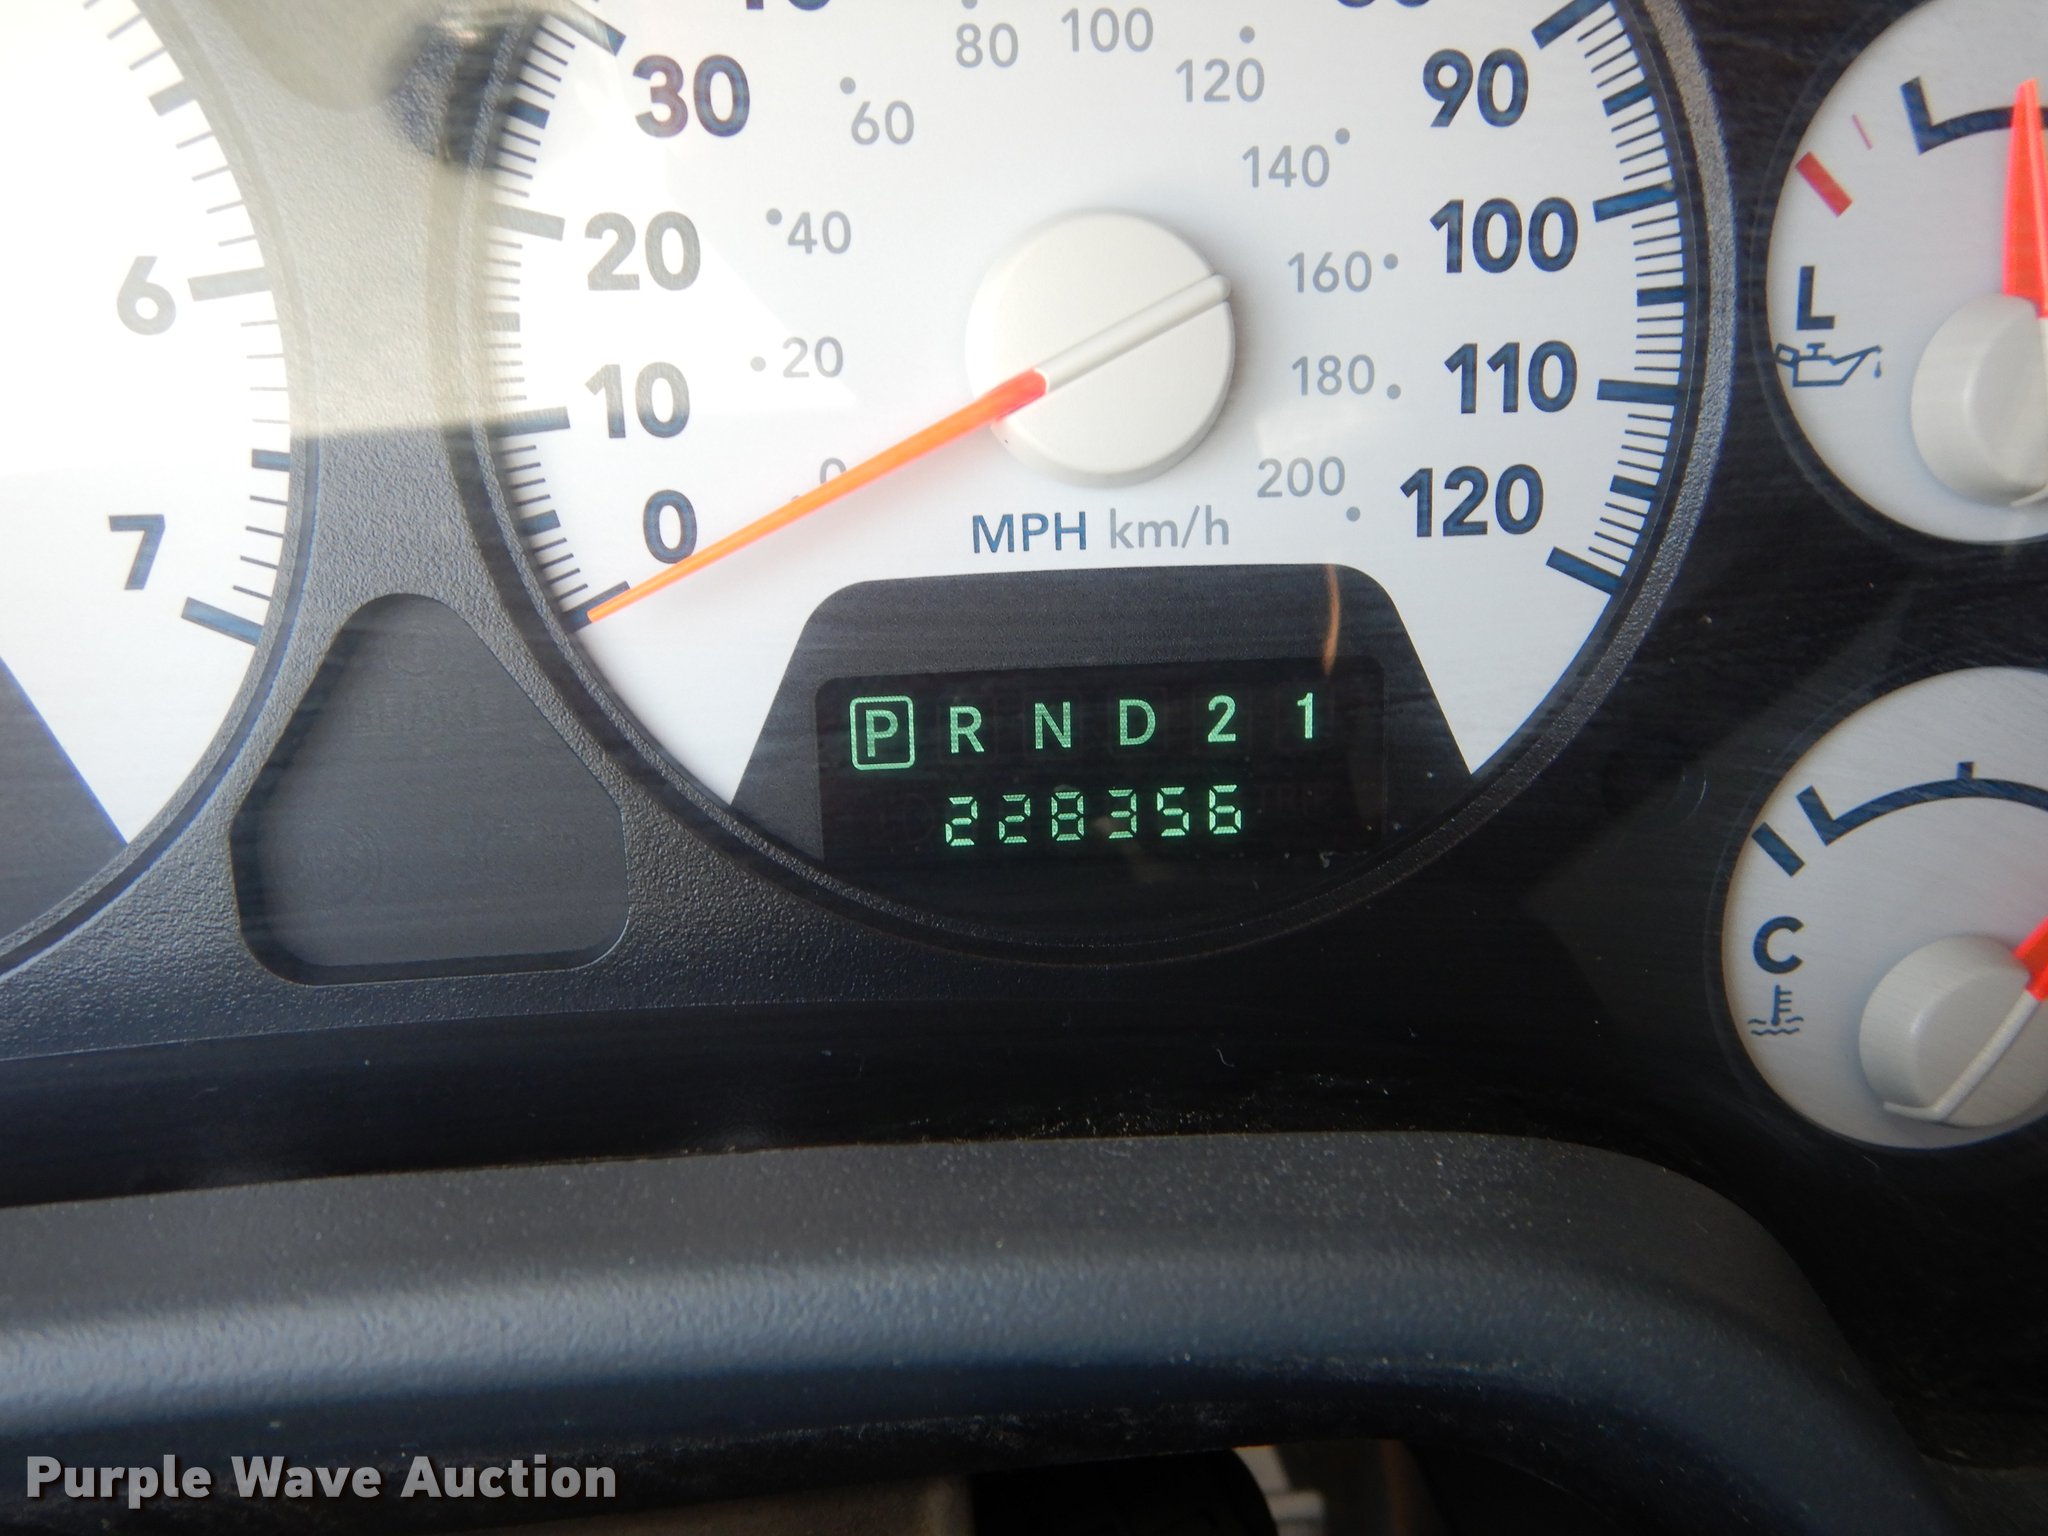 80 100
30 90
60 120
140
6 20 40 160 100
10 20 180 110
0 0 200 120
MPH km/h
7
L
P R N D 2 1
228356
C
Purple Wave Auction